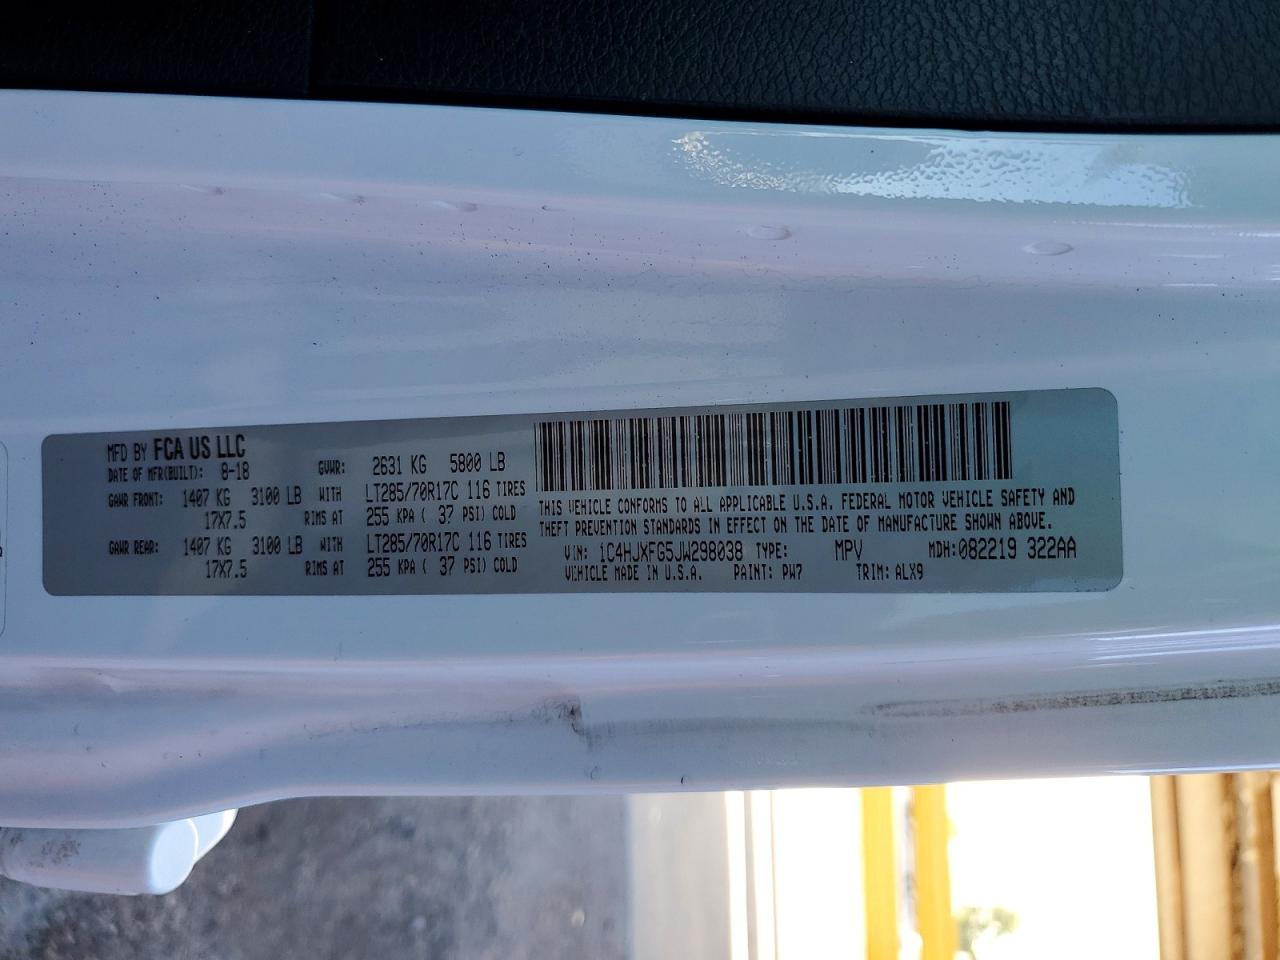 MFD BY FCA US LLC
DATE OF MFR(BUILT): 8-18 GVWR: 2631 KG 5800 LB
GAWR FRONT: 1407 KG 3100 LB WITH LT285/70R17C 116 TIRES
17X7.5 RIMS AT 255 KPA ( 37 PSI) COLD
GAWR REAR: 1407 KG 3100 LB WITH LT285/70R17C 116 TIRES
17X7.5 RIMS AT 255 KPA ( 37 PSI) COLD
THIS VEHICLE CONFORMS TO ALL APPLICABLE U.S.A. FEDERAL MOTOR VEHICLE SAFETY AND
THEFT PREVENTION STANDARDS IN EFFECT ON THE DATE OF MANUFACTURE SHOWN ABOVE.
VIN: 1C4HJXFG5JW298038 TYPE: MPV MDH:082219 322AA
VEHICLE MADE IN U.S.A. PAINT: PW7 TRIM: ALX9